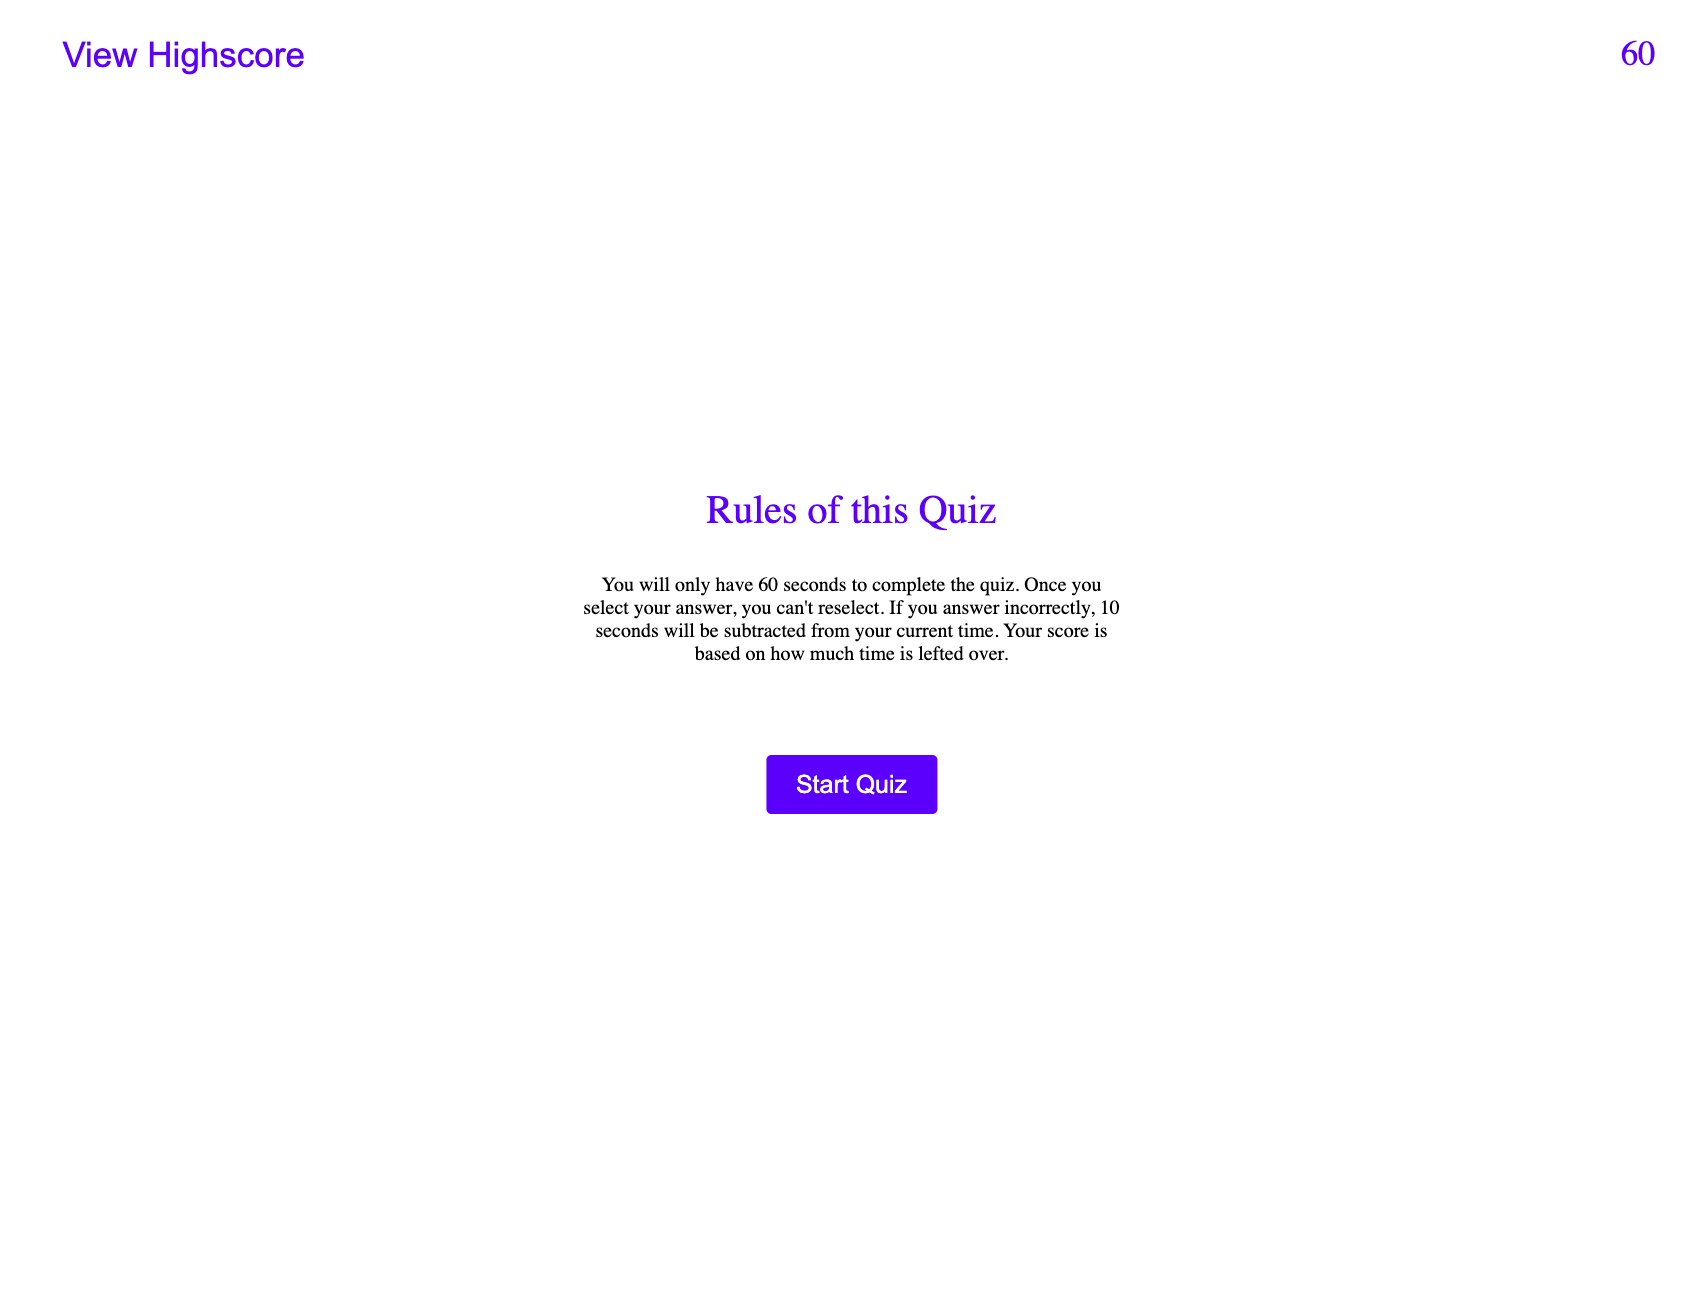 View Highscore
60
Rules of this Quiz
You will only have 60 seconds to complete the quiz. Once you
select your answer, you can't reselect. If you answer incorrectly, 10
seconds will be subtracted from your current time. Your score is
based on how much time is lefted over.
Start Quiz